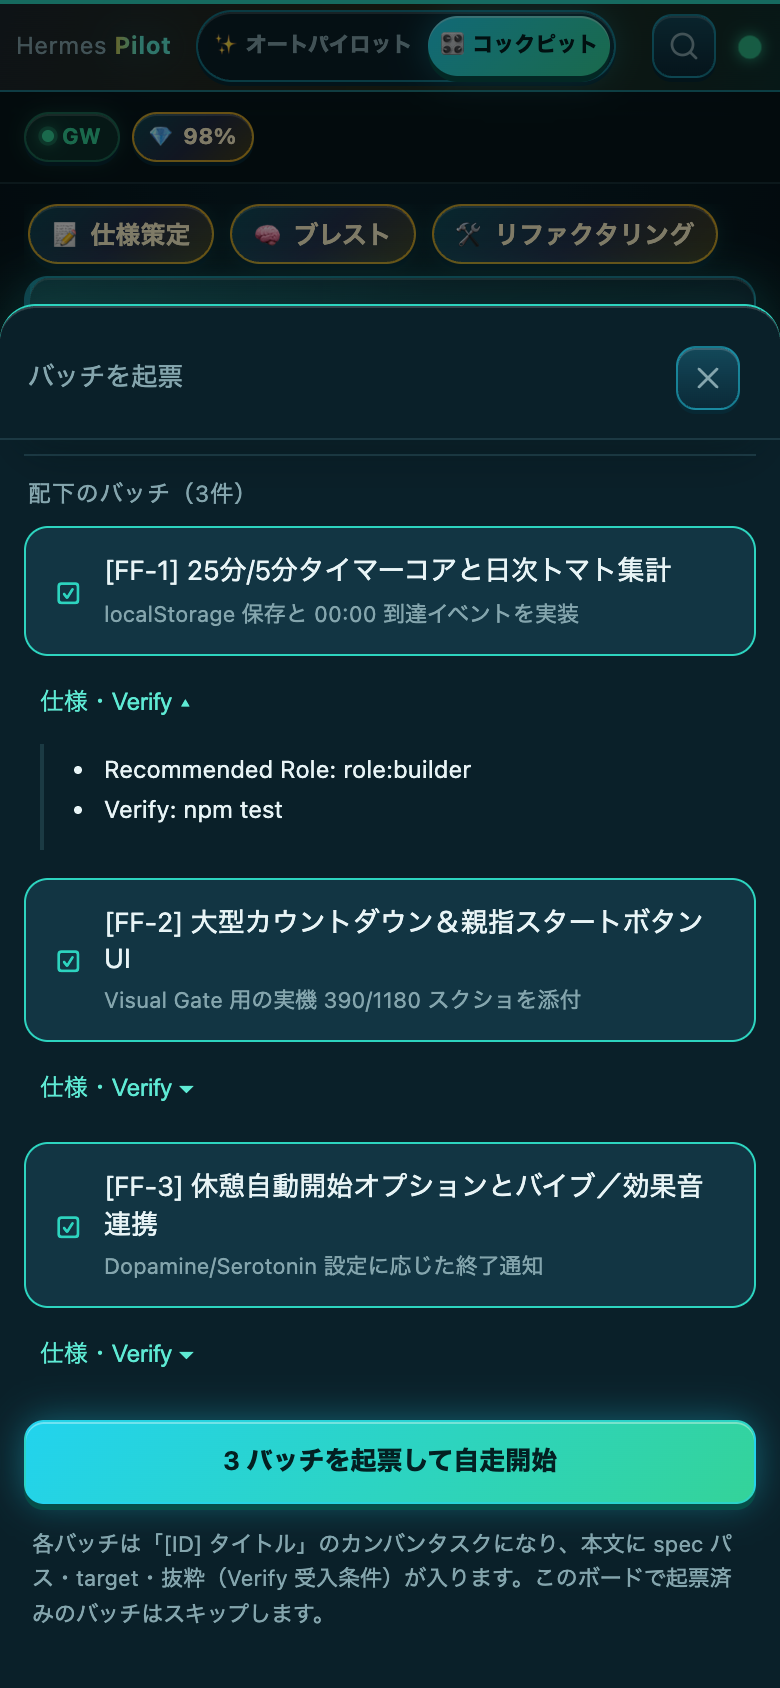 Hermes Pilot
✨ オートパイロット
🎛️ コックピット
GW
💎 98%
📝 仕様策定
🧠 ブレスト
🛠️ リファクタリング
バッチを起票
配下のバッチ（3件）
[FF-1] 25分/5分タイマーコアと日次トマト集計
localStorage 保存と 00:00 到達イベントを実装
仕様・Verify ▴
• Recommended Role: role:builder
• Verify: npm test
[FF-2] 大型カウントダウン＆親指スタートボタン
UI
Visual Gate 用の実機 390/1180 スクショを添付
仕様・Verify ▾
[FF-3] 休憩自動開始オプションとバイブ／効果音
連携
Dopamine/Serotonin 設定に応じた終了通知
仕様・Verify ▾
3 バッチを起票して自走開始
各バッチは「[ID] タイトル」のカンバンタスクになり、本文に spec パ
ス・target・抜粋（Verify 受入条件）が入ります。このボードで起票済
みのバッチはスキップします。